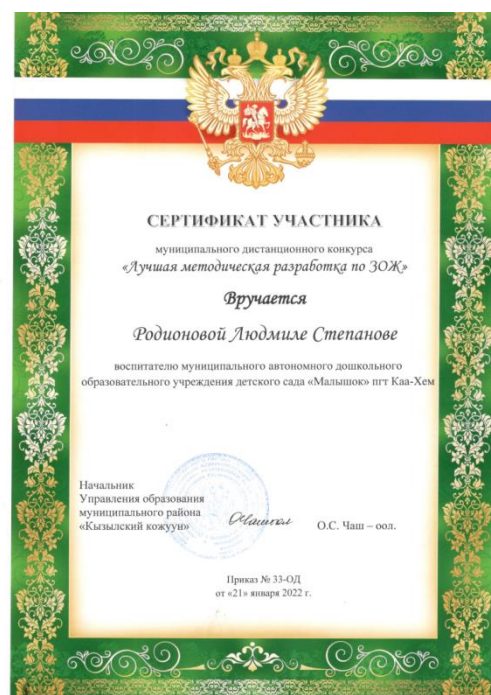 СЕРТИФИКАТ УЧАСТНИКА
муниципального дистанционного конкурса
«Лучшая методическая разработка по ЗОЖ»
Вручается
Родионовой Людмиле Степанове
воспитателю муниципального автономного дошкольного
образовательного учреждения детского сада «Малышок» пгт Каа-Хем
Начальник
Управления образования
муниципального района
«Кызылский кожуун»
О.С. Чаш – оол.
Приказ № 33-ОД
от «21» января 2022 г.